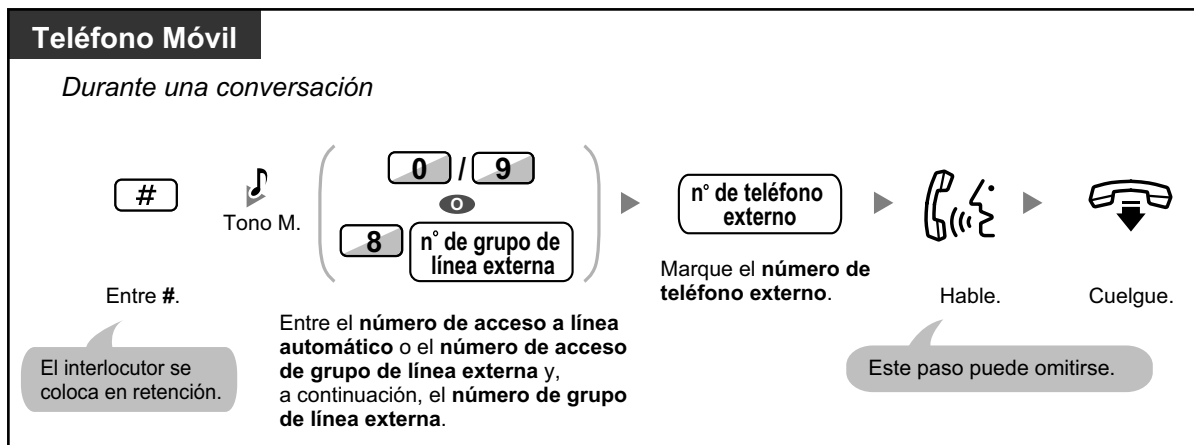 Teléfono Móvil
Durante una conversación
#
Tono M.
0 / 9
O
8
n° de grupo de
línea externa
n° de teléfono
externo
Entre #.
El interlocutor se
coloca en retención.
Entre el número de acceso a línea
automático o el número de acceso
de grupo de línea externa y,
a continuación, el número de grupo
de línea externa.
Marque el número de
teléfono externo.
Hable.
Este paso puede omitirse.
Cuelgue.